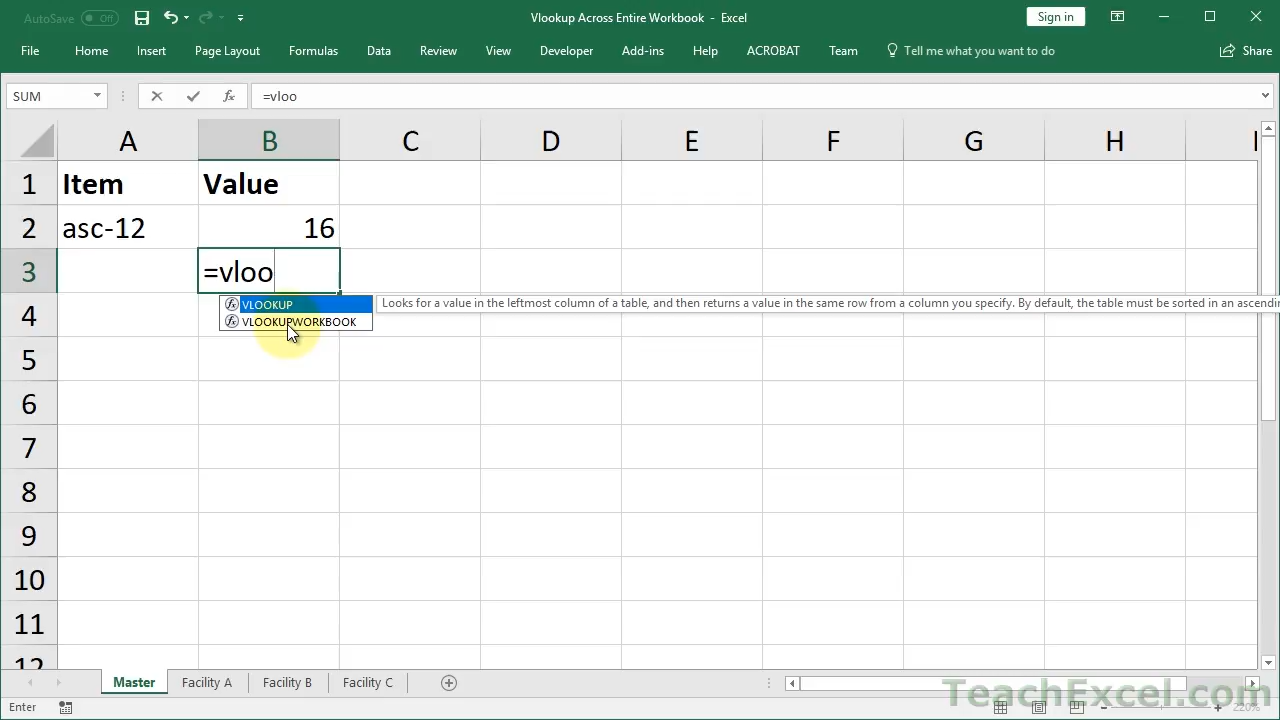 AutoSave Off Vlookup Across Entire Workbook - Excel Sign in
File Home Insert Page Layout Formulas Data Review View Developer Add-ins Help ACROBAT Team Tell me what you want to do Share
SUM fx =vloo
A B C D E F G H I
1 Item Value
2 asc-12 16
3 =vloo
VLOOKUP Looks for a value in the leftmost column of a table, and then returns a value in the same row from a column you specify. By default, the table must be sorted in an ascendin
4 VLOOKUPWORKBOOK
5
6
7
8
9
10
11
12
Master Facility A Facility B Facility C
TeachExcel.com
Enter 220%